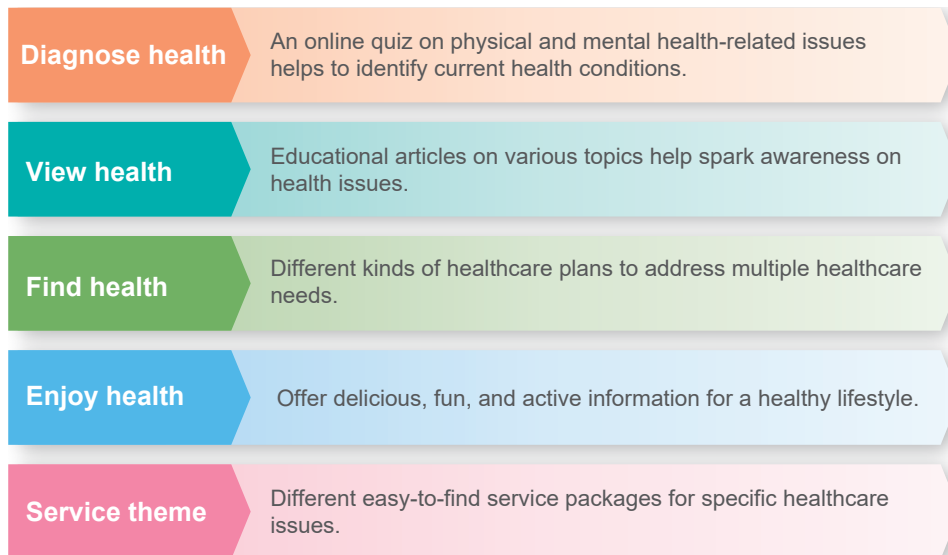 Diagnose health
An online quiz on physical and mental health-related issues
helps to identify current health conditions.
View health
Educational articles on various topics help spark awareness on
health issues.
Find health
Different kinds of healthcare plans to address multiple healthcare
needs.
Enjoy health
Offer delicious, fun, and active information for a healthy lifestyle.
Service theme
Different easy-to-find service packages for specific healthcare
issues.